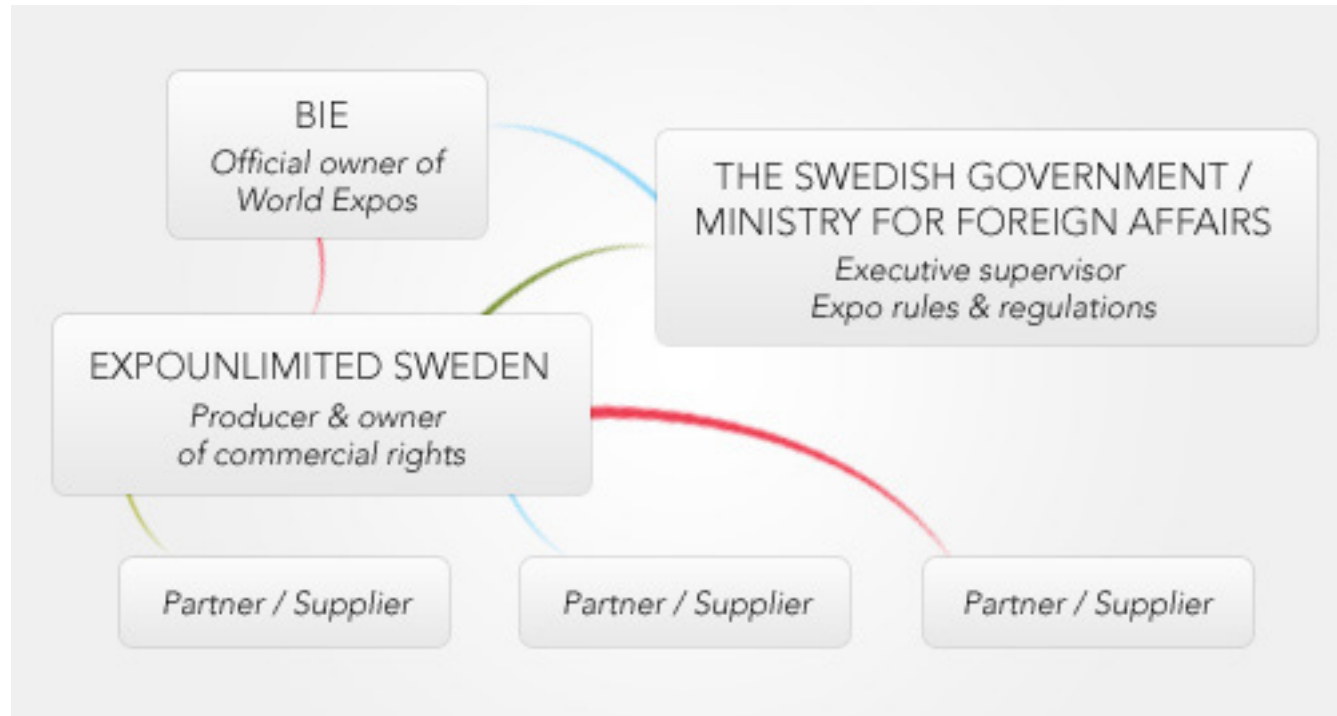 BIE
Official owner of
World Expos
THE SWEDISH GOVERNMENT /
MINISTRY FOR FOREIGN AFFAIRS
Executive supervisor
Expo rules & regulations
EXPOUNLIMITED SWEDEN
Producer & owner
of commercial rights
Partner / Supplier
Partner / Supplier
Partner / Supplier